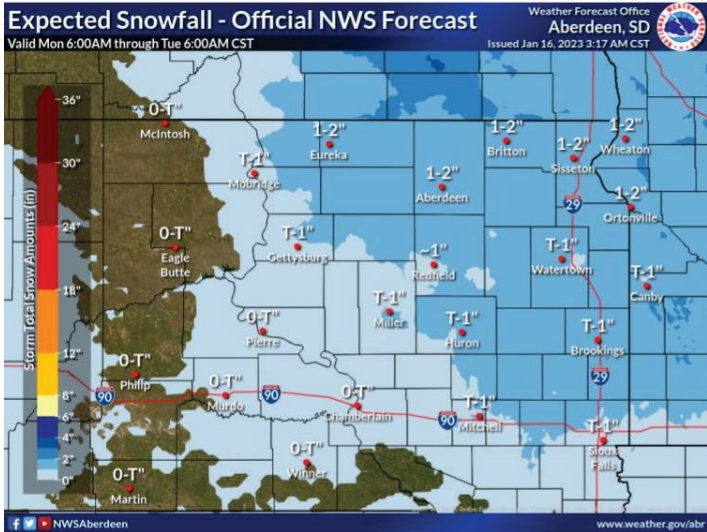 Expected Snowfall - Official NWS Forecast
Valid Mon 6:00AM through Tue 6:00AM CST
Weather Forecast Office
Aberdeen, SD
Issued Jan 16, 2023 3:17 AM CST
NATIONAL WEATHER SERVICE
Storm Total Snow Amounts (in)
36"
30"
24"
18"
12"
8"
6"
4"
2"
0"
0-T"
McIntosh
1-2"
Eureka
1-2"
Britton
1-2"
Sisseton
1-2"
Wheaton
T-1"
Mobridge
1-2"
Aberdeen
29
1-2"
Ortonville
0-T"
Eagle
Butte
T-1"
Gettysburg
~1"
Redfield
T-1"
Watertown
T-1"
Canby
0-T"
Pierre
T-1"
Miller
T-1"
Huron
T-1"
Brookings
0-T"
Philip
29
90
0-T"
Murdo
90
0-T"
Chamberlain
90
T-1"
Mitchell
T-1"
Sioux
Falls
0-T"
Winner
0-T"
Martin
NWSAberdeen
www.weather.gov/abr